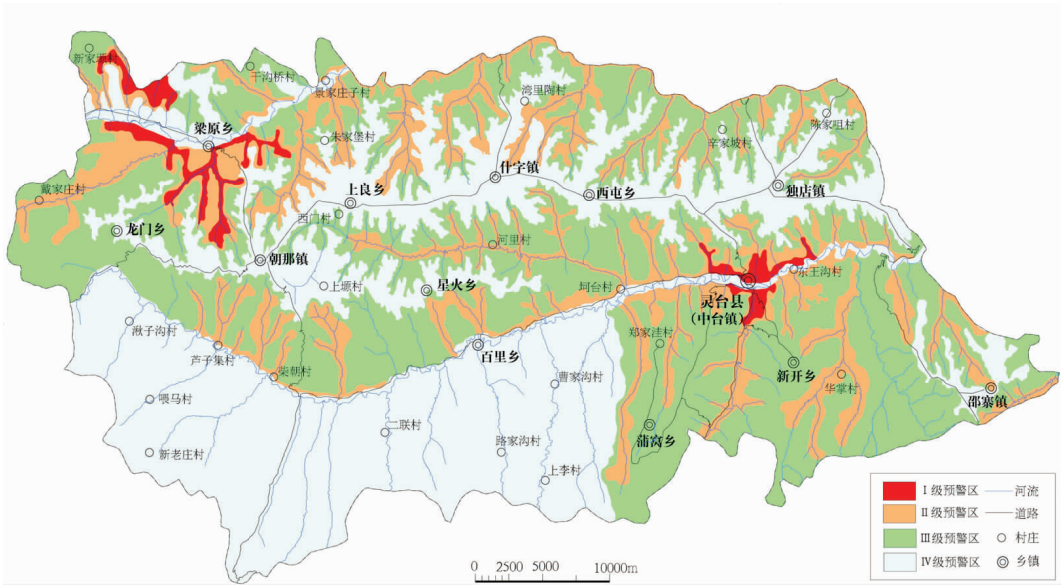 新家源村
干沟桥村
景家庄子村
湾里陶村
陈家咀村
梁原乡
朱家堡村
辛家坡村
什字镇
独店镇
戴家庄村
上良乡
西屯乡
西门村
龙门乡
河里村
朝那镇
东王沟村
上塬村
星火乡
坷台村
灵台县
(中台镇)
湫子沟村
郑家洼村
芦子集村
百里乡
新开乡
柴朝村
曹家沟村
华掌村
邵寨镇
喂马村
二联村
蒲窝乡
新老庄村
路家沟村
上李村
Ⅰ级预警区 河流
Ⅱ级预警区 道路
Ⅲ级预警区 村庄
Ⅳ级预警区 乡镇
0 2500 5000 10000m